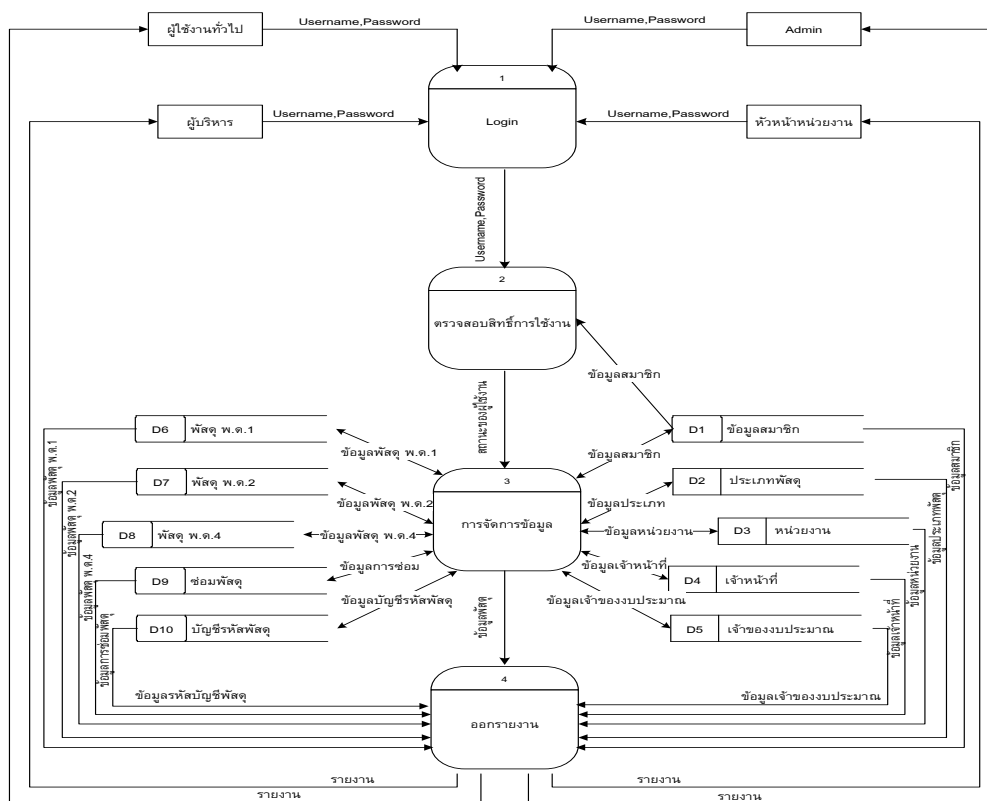 ผู้ใช้งานทั่วไป
Username,Password
Username,Password
Admin
1
Login
ผู้บริหาร
Username,Password
Username,Password
หัวหน้าหน่วยงาน
Username,Password
2
ตรวจสอบสิทธิ์การใช้งาน
ข้อมูลสมาชิก
สถานะของผู้ใช้งาน
D6 พัสดุ พ.ด.1
D1 ข้อมูลสมาชิก
ข้อมูลพัสดุ พ.ด.1
ข้อมูลสมาชิก
D7 พัสดุ พ.ด.2
D2 ประเภทพัสดุ
3
การจัดการข้อมูล
ข้อมูลพัสดุ พ.ด.2
ข้อมูลประเภท
D8 พัสดุ พ.ด.4
ข้อมูลพัสดุ พ.ด.4
ข้อมูลหน่วยงาน
D3 หน่วยงาน
ข้อมูลการซ่อม
ข้อมูลเจ้าหน้าที่
D9 ซ่อมพัสดุ
D4 เจ้าหน้าที่
ข้อมูลบัญชีรหัสพัสดุ
ข้อมูลเจ้าของงบประมาณ
D10 บัญชีรหัสพัสดุ
D5 เจ้าของงบประมาณ
ข้อมูลพัสดุ
ข้อมูลพัสดุ พ.ด.1
ข้อมูลพัสดุ พ.ด.2
ข้อมูลพัสดุ พ.ด.4
ข้อมูลการซ่อมพัสดุ
ข้อมูลสมาชิก
ข้อมูลประเภทพัสดุ
ข้อมูลหน่วยงาน
ข้อมูลเจ้าหน้าที่
4
ออกรายงาน
ข้อมูลรหัสบัญชีพัสดุ
ข้อมูลเจ้าของงบประมาณ
รายงาน
รายงาน
รายงาน
รายงาน